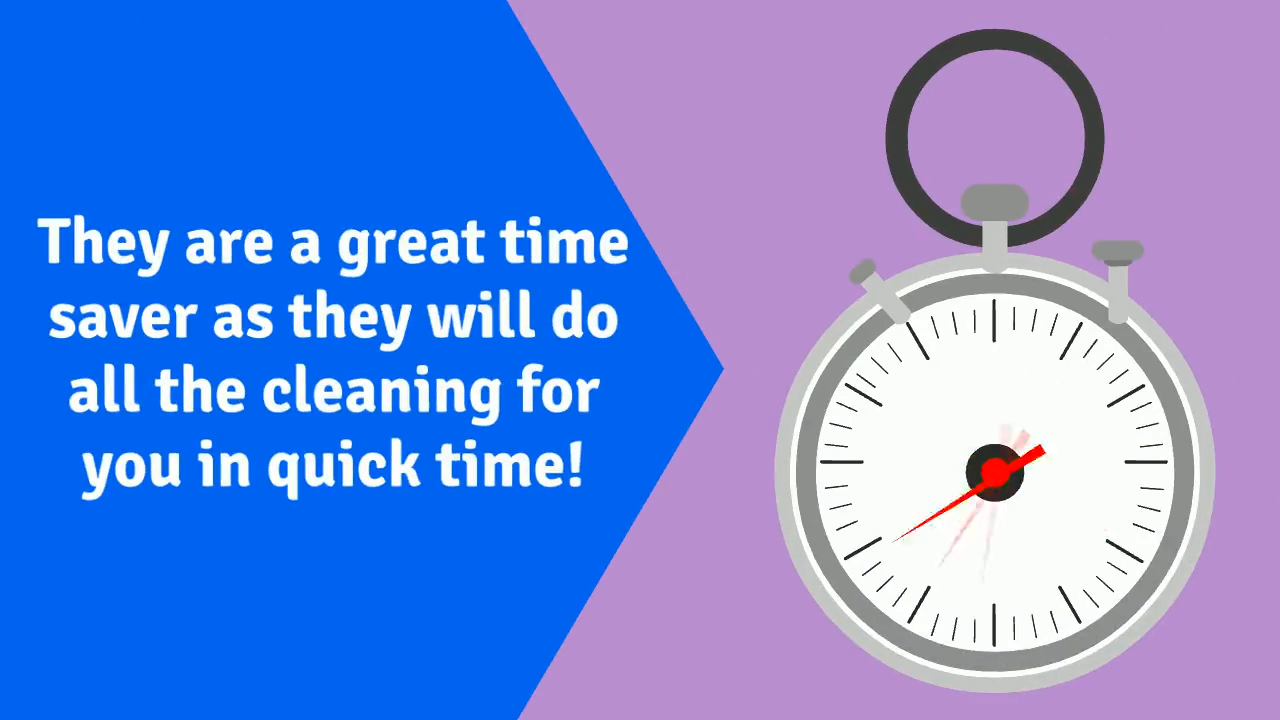 They are a great time
saver as they will do
all the cleaning for
you in quick time!